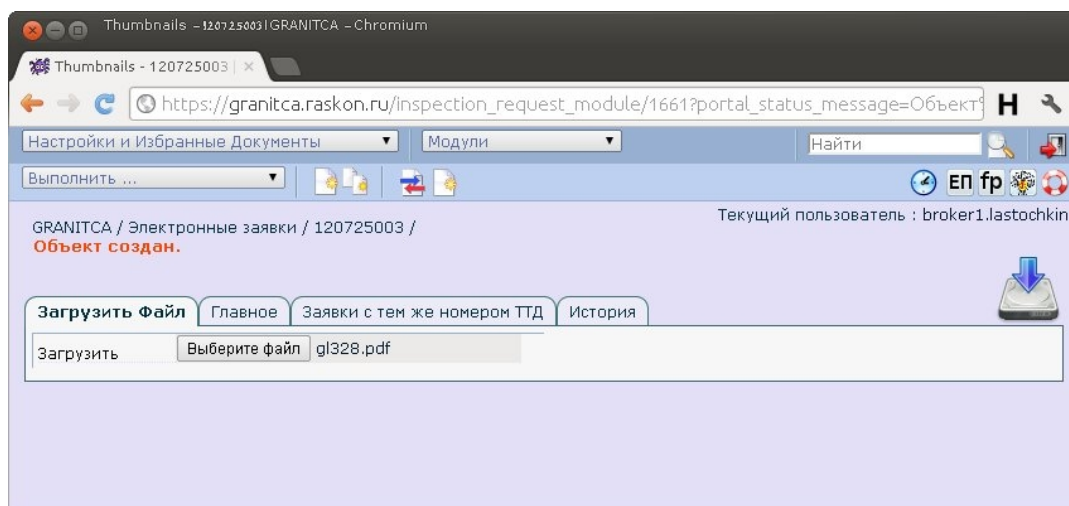 Thumbnails – 120725003 | GRANITCA – Chromium
Thumbnails - 120725003 |
https://granitca.raskon.ru/inspection_request_module/1661?portal_status_message=Объект%
H
Настройки и Избранные Документы
Модули
Найти
Выполнить ...
ЕП fp
Текущий пользователь : broker1.lastochkin
GRANITCA / Электронные заявки / 120725003 /
Объект создан.
Загрузить Файл
Главное
Заявки с тем же номером ТТД
История
Загрузить
Выберите файл
gl328.pdf